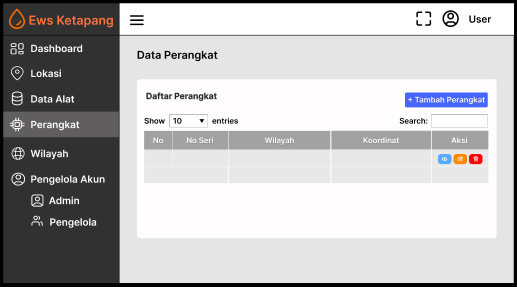 Ews Ketapang
User
Dashboard
Lokasi
Data Alat
Perangkat
Wilayah
Pengelola Akun
Admin
Pengelola
Data Perangkat
Daftar Perangkat
+ Tambah Perangkat
Show 10 entries Search:
No No Seri Wilayah Koordinat Aksi